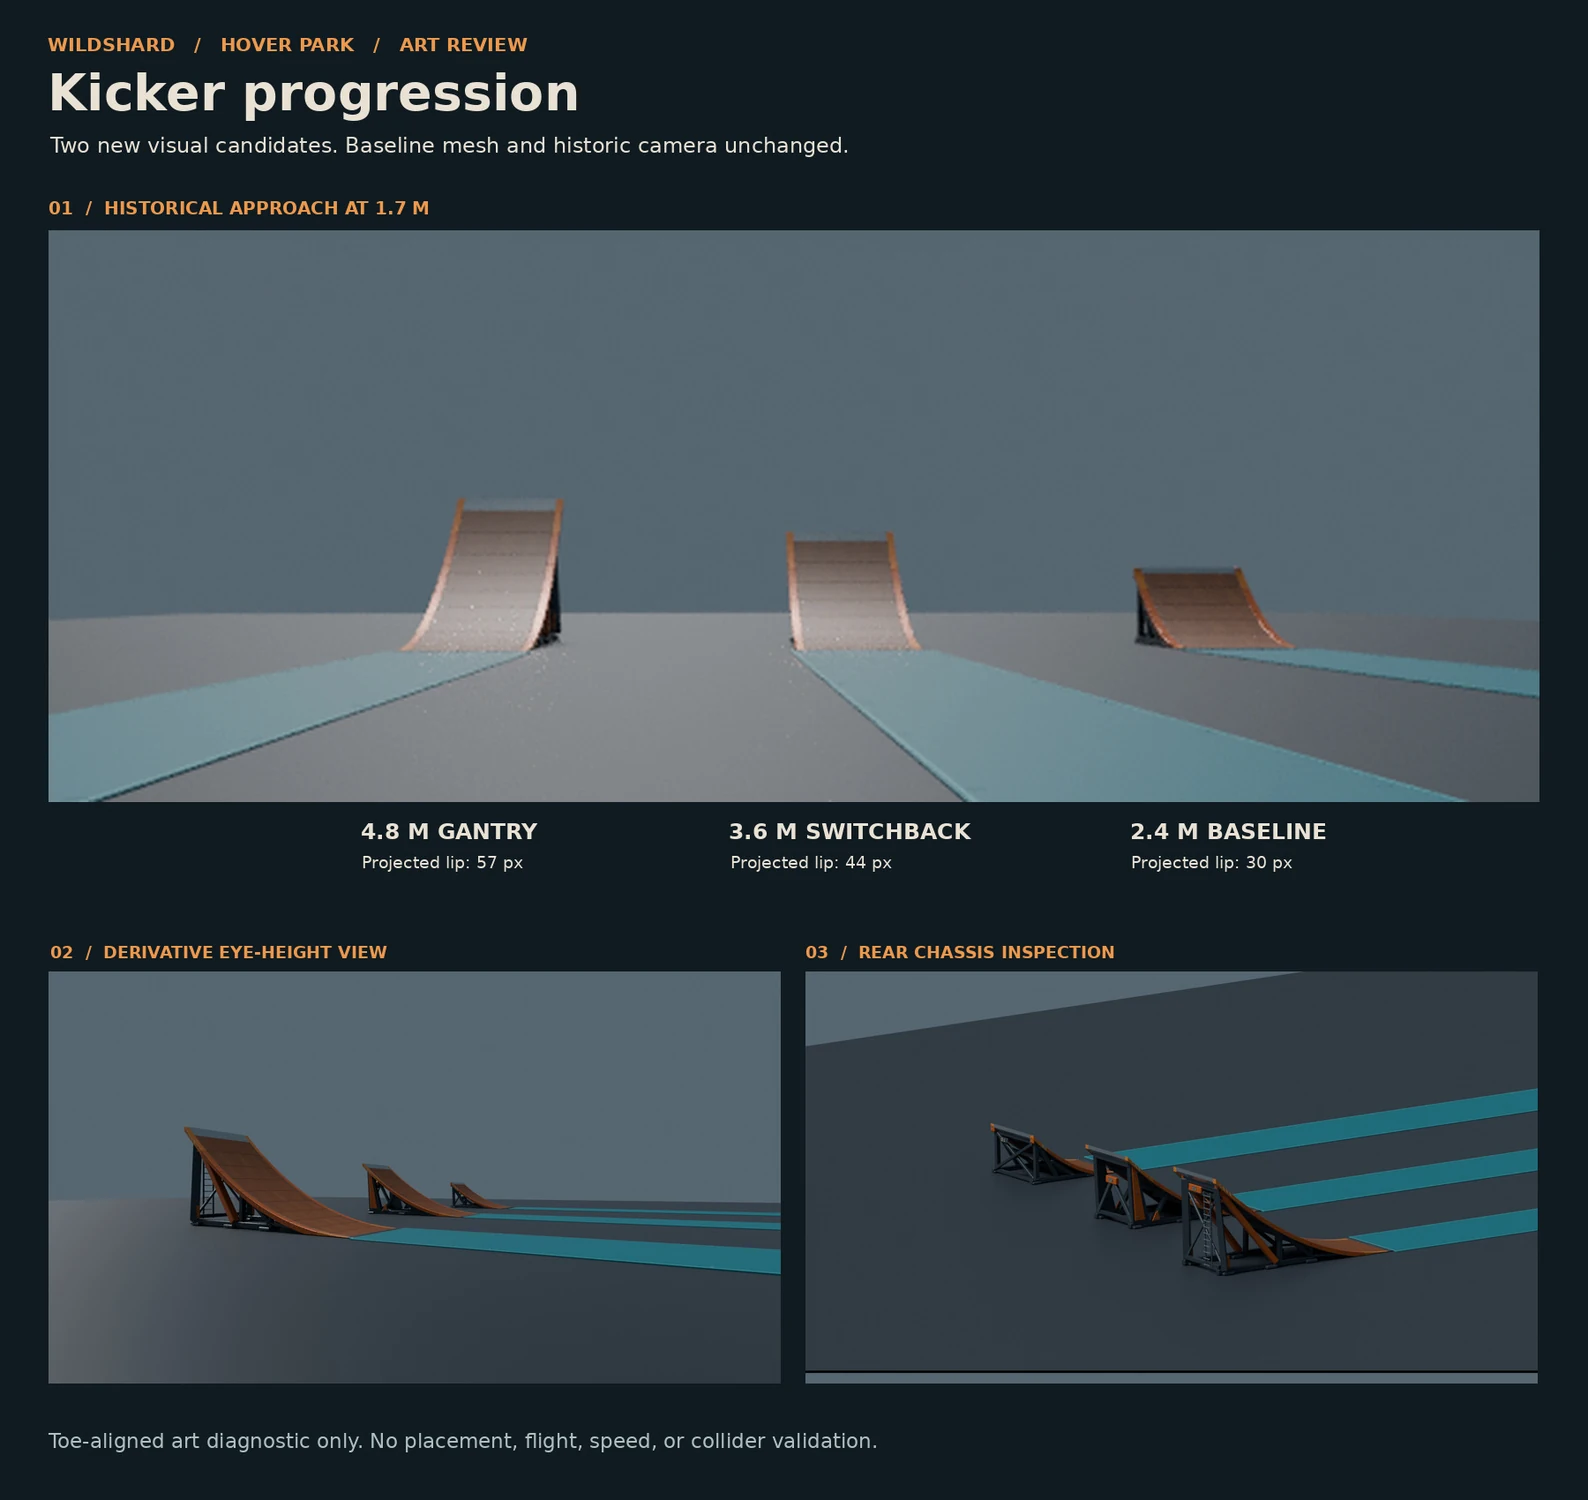 WILDSHARD / HOVER PARK / ART REVIEW
Kicker progression
Two new visual candidates. Baseline mesh and historic camera unchanged.
01 / HISTORICAL APPROACH AT 1.7 M
4.8 M GANTRY
Projected lip: 57 px
3.6 M SWITCHBACK
Projected lip: 44 px
2.4 M BASELINE
Projected lip: 30 px
02 / DERIVATIVE EYE-HEIGHT VIEW
03 / REAR CHASSIS INSPECTION
Toe-aligned art diagnostic only. No placement, flight, speed, or collider validation.